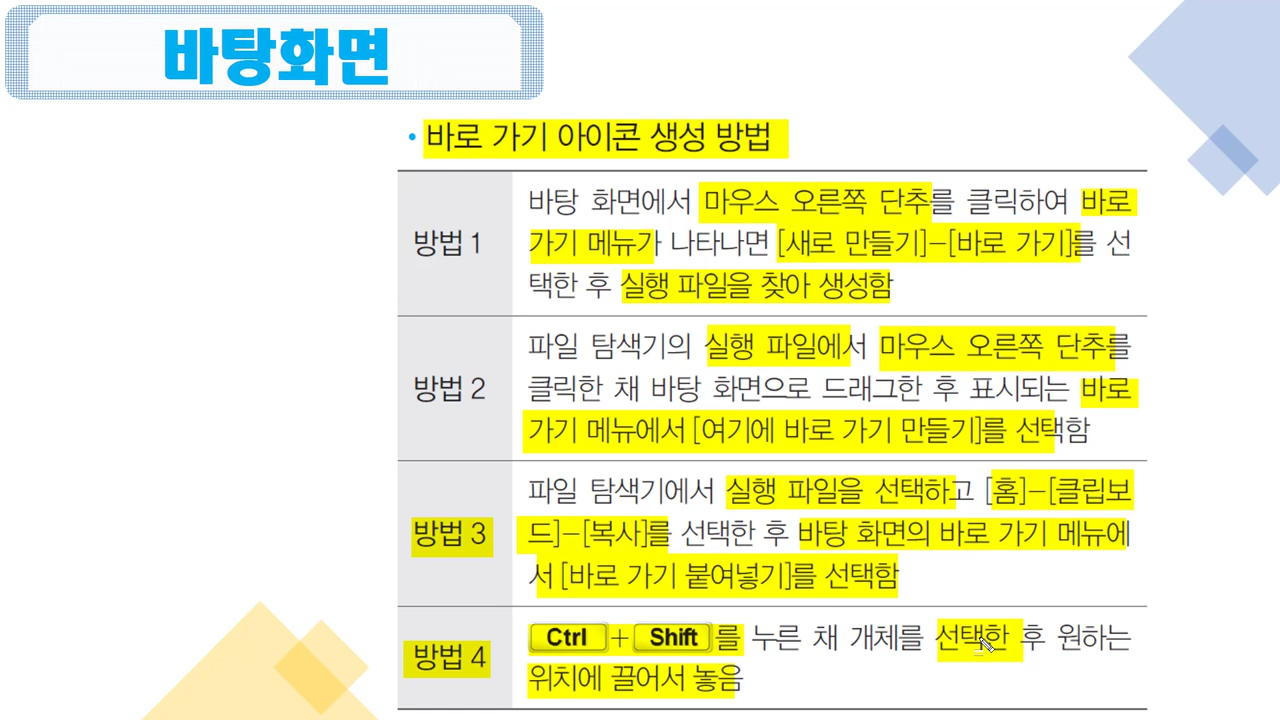 바탕화면
• 바로 가기 아이콘 생성 방법
방법 1
바탕 화면에서 마우스 오른쪽 단추를 클릭하여 바로
가기 메뉴가 나타나면 [새로 만들기]-[바로 가기]를 선
택한 후 실행 파일을 찾아 생성함
방법 2
파일 탐색기의 실행 파일에서 마우스 오른쪽 단추를
클릭한 채 바탕 화면으로 드래그한 후 표시되는 바로
가기 메뉴에서 [여기에 바로 가기 만들기]를 선택함
방법 3
파일 탐색기에서 실행 파일을 선택하고 [홈]-[클립보
드]-[복사]를 선택한 후 바탕 화면의 바로 가기 메뉴에
서 [바로 가기 붙여넣기]를 선택함
방법 4
Ctrl + Shift 를 누른 채 개체를 선택한 후 원하는
위치에 끌어서 놓음